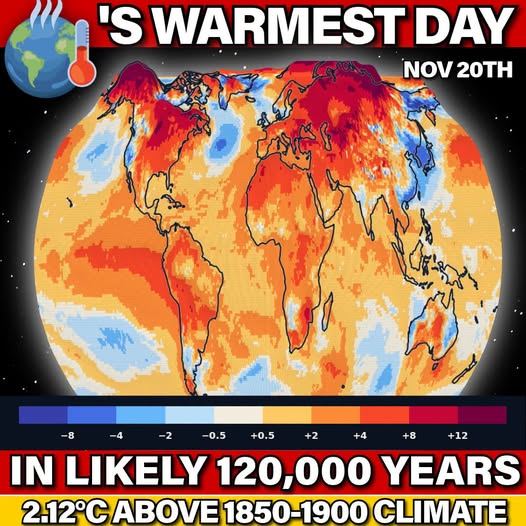 'S WARMEST DAY
NOV 20TH
-8 -4 -2 -0.5 +0.5 +2 +4 +8 +12
IN LIKELY 120,000 YEARS
2.12°C ABOVE 1850-1900 CLIMATE